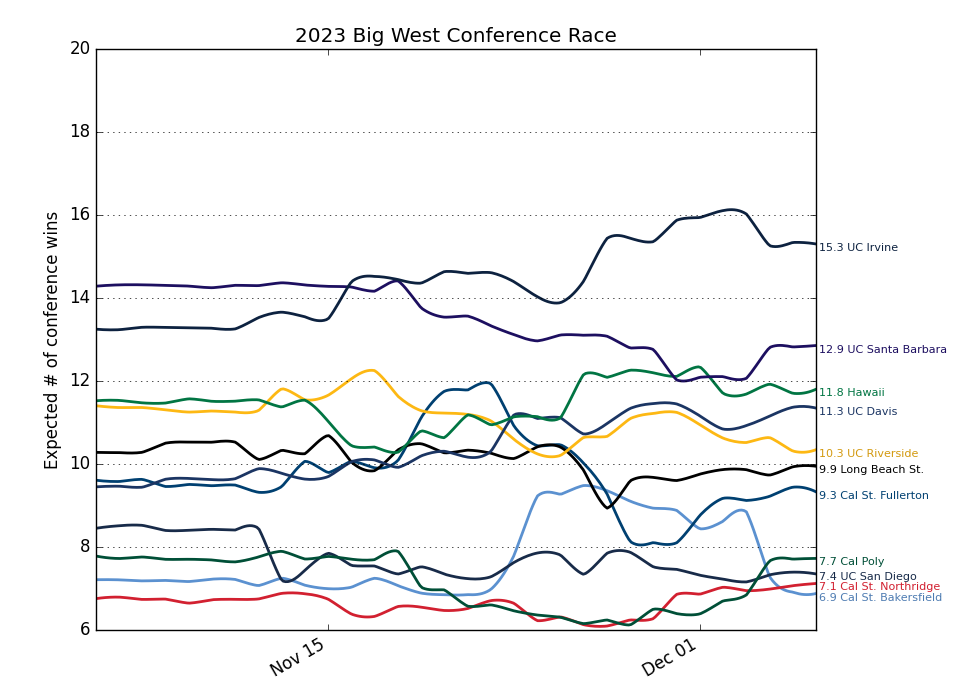 2023 Big West Conference Race
Expected # of conference wins
20
18
16
14
12
10
8
6
Nov 15
Dec 01
15.3 UC Irvine
12.9 UC Santa Barbara
11.8 Hawaii
11.3 UC Davis
10.3 UC Riverside
9.9 Long Beach St.
9.3 Cal St. Fullerton
7.7 Cal Poly
7.4 UC San Diego
7.1 Cal St. Northridge
6.9 Cal St. Bakersfield